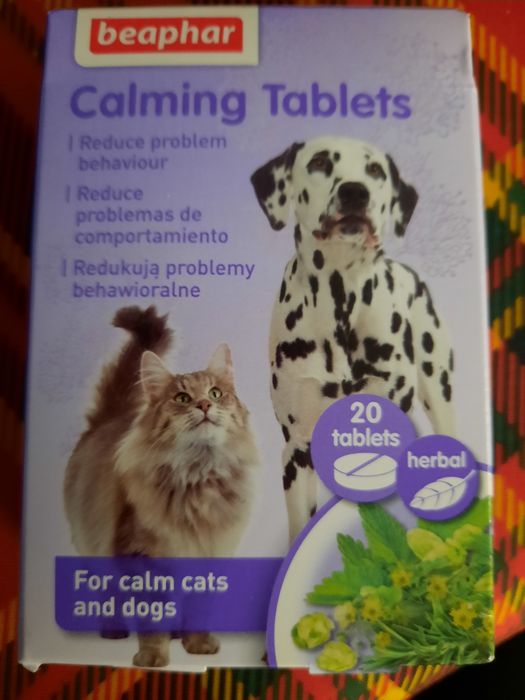 beaphar
Calming Tablets
Reduce problem
behaviour
Reduce
problemas de
comportamiento
Redukują problemy
behawioralne
20
tablets
herbal
For calm cats
and dogs